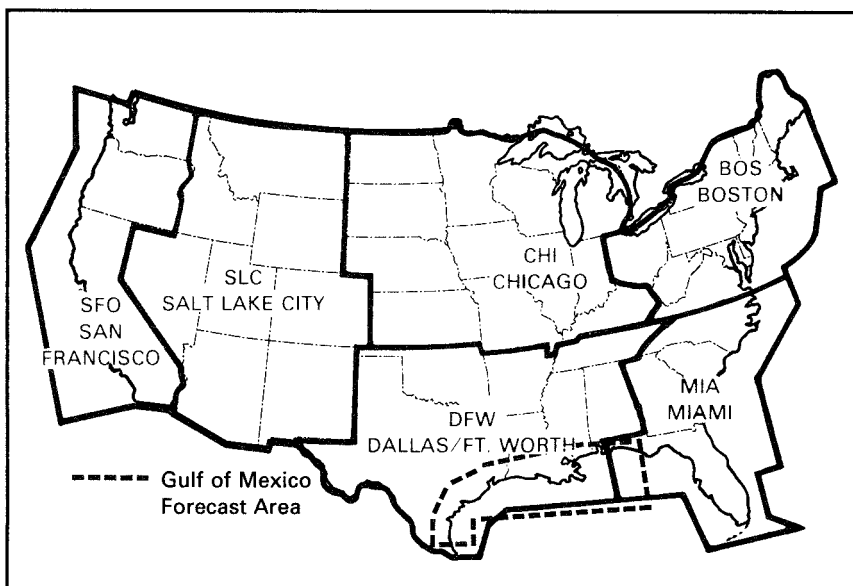 BOS
BOSTON
CHI
CHICAGO
SLC
SALT LAKE CITY
SFO
SAN
FRANCISCO
MIA
MIAMI
DFW
DALLAS/FT. WORTH
Gulf of Mexico
Forecast Area